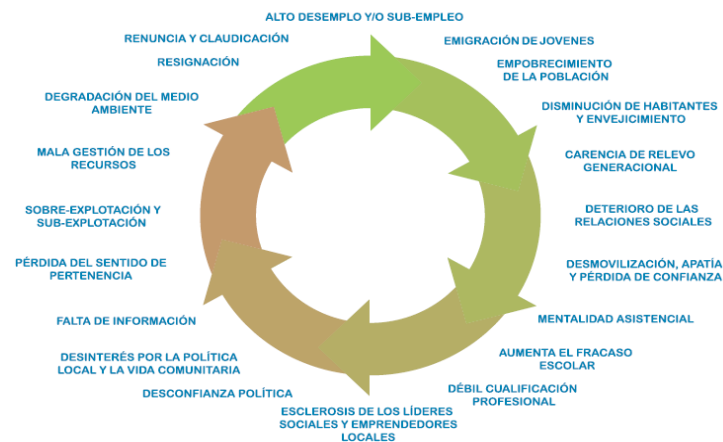 ALTO DESEMPLO Y/O SUB-EMPLEO
EMIGRACIÓN DE JOVENES
EMPOBRECIMIENTO
DE LA POBLACIÓN
DISMINUCIÓN DE HABITANTES
Y ENVEJICIMIENTO
CARENCIA DE RELEVO
GENERACIONAL
DETERIORO DE LAS
RELACIONES SOCIALES
DESMOVILIZACIÓN, APATÍA
Y PÉRDIDA DE CONFIANZA
MENTALIDAD ASISTENCIAL
AUMENTA EL FRACASO
ESCOLAR
DÉBIL CUALIFICACIÓN
PROFESIONAL
ESCLEROSIS DE LOS LÍDERES
SOCIALES Y EMPRENDEDORES
LOCALES
DESCONFIANZA POLÍTICA
DESINTERÉS POR LA POLÍTICA
LOCAL Y LA VIDA COMUNITARIA
FALTA DE INFORMACIÓN
PÉRDIDA DEL SENTIDO DE
PERTENENCIA
SOBRE-EXPLOTACIÓN Y
SUB-EXPLOTACIÓN
MALA GESTIÓN DE LOS
RECURSOS
DEGRADACIÓN DEL MEDIO
AMBIENTE
RESIGNACIÓN
RENUNCIA Y CLAUDICACIÓN